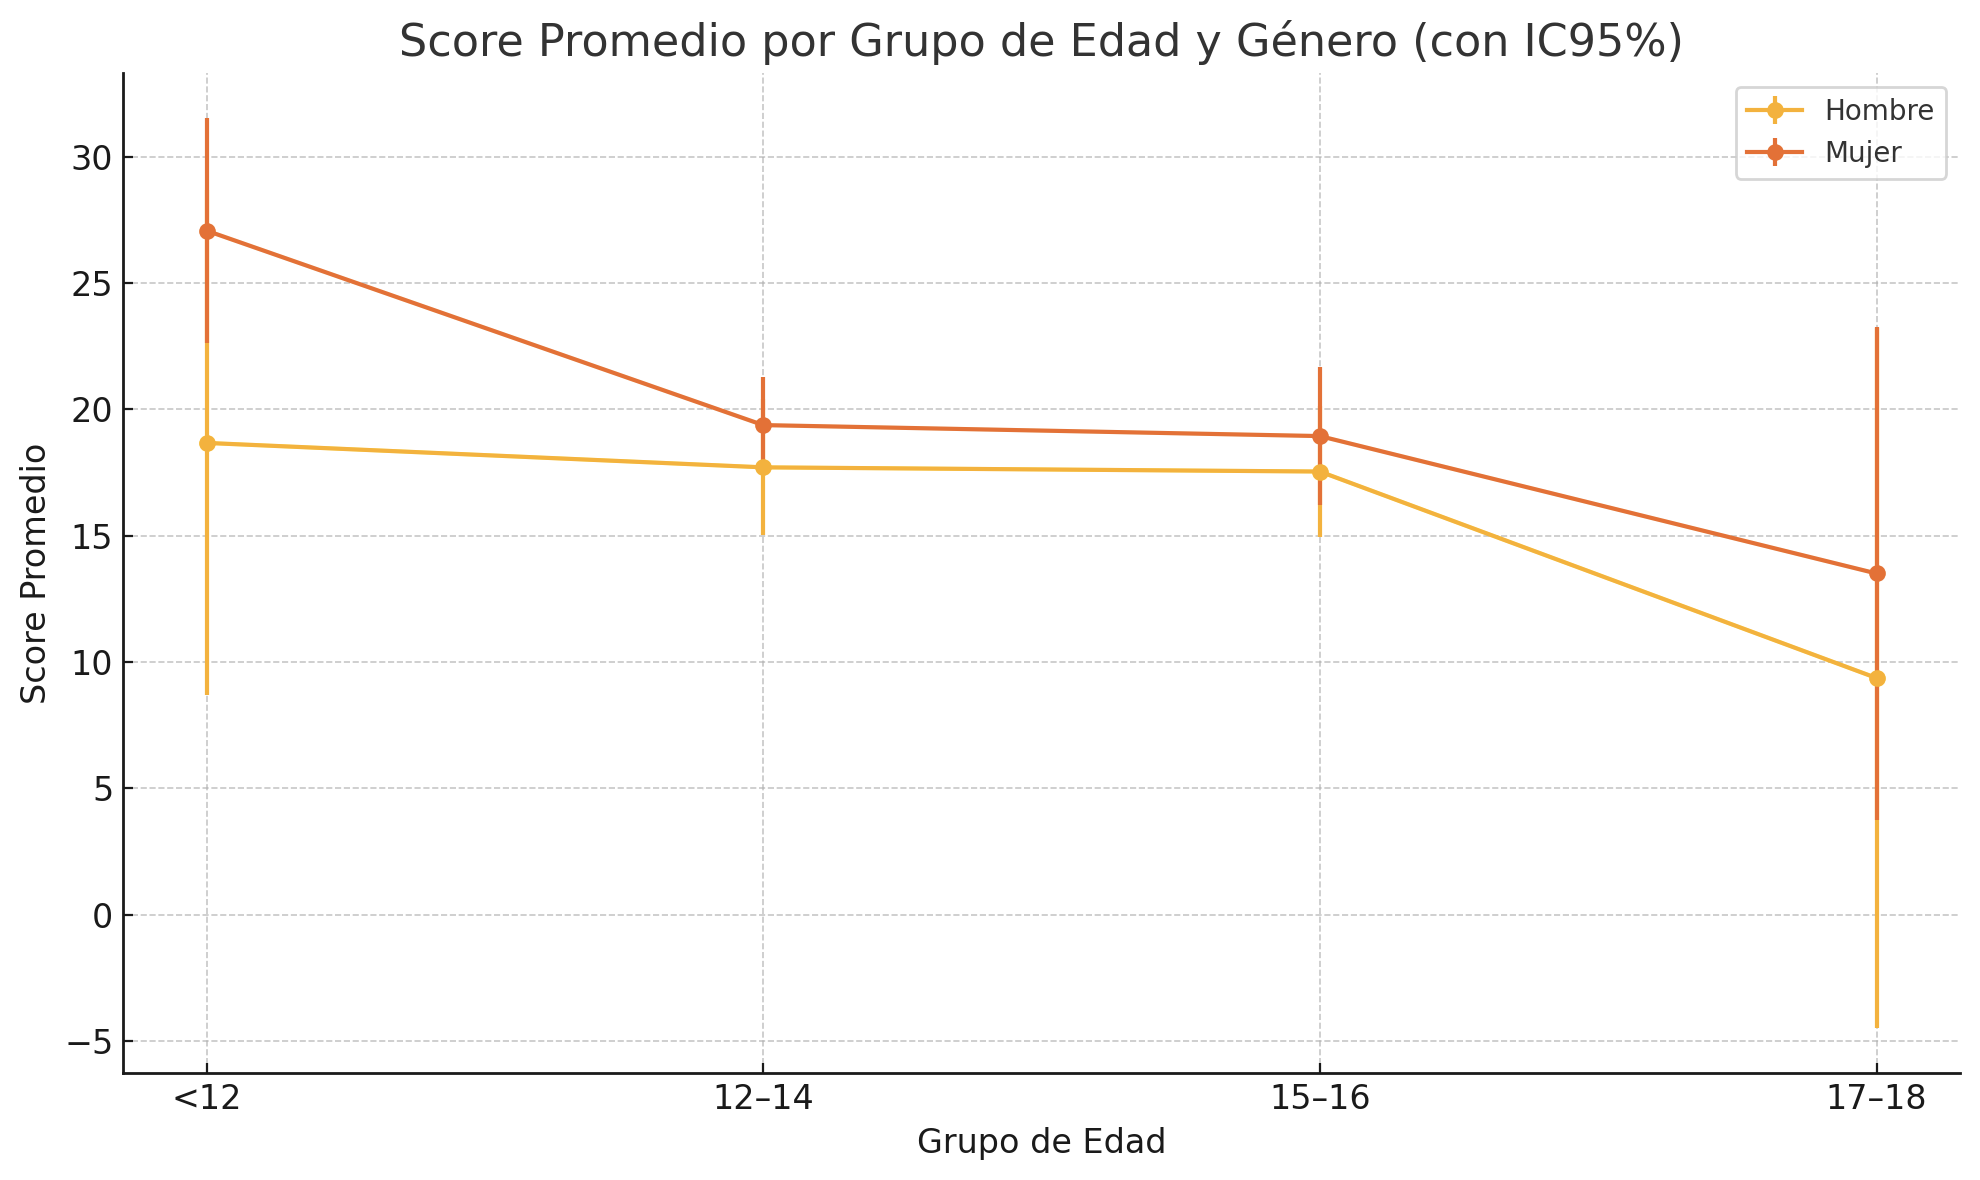 Score Promedio por Grupo de Edad y Género (con IC95%)
Hombre
Mujer
Score Promedio
30
25
20
15
10
5
0
−5
<12
12–14
15–16
17–18
Grupo de Edad